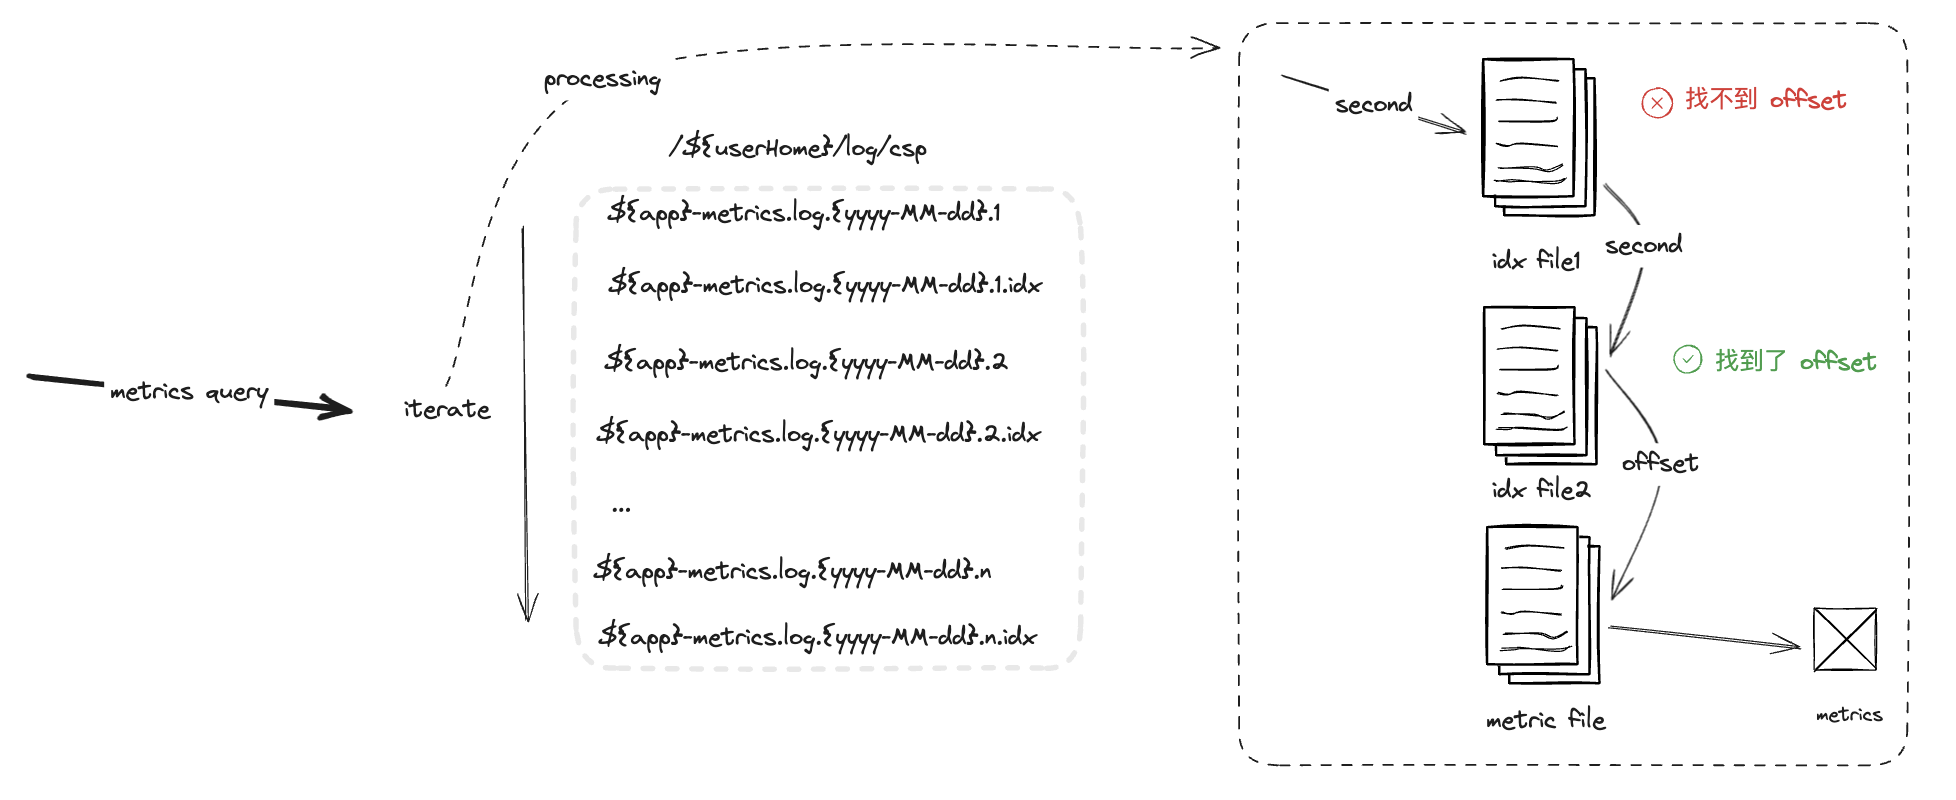 metrics query
iterate
processing
/${userHome}/log/csp
${app}-metrics.log.{yyyy-MM-dd}.1
${app}-metrics.log.{yyyy-MM-dd}.1.idx
${app}-metrics.log.{yyyy-MM-dd}.2
${app}-metrics.log.{yyyy-MM-dd}.2.idx
...
${app}-metrics.log.{yyyy-MM-dd}.n
${app}-metrics.log.{yyyy-MM-dd}.n.idx
second
找不到 offset
idx file1
second
找到了 offset
idx file2
offset
metric file
metrics